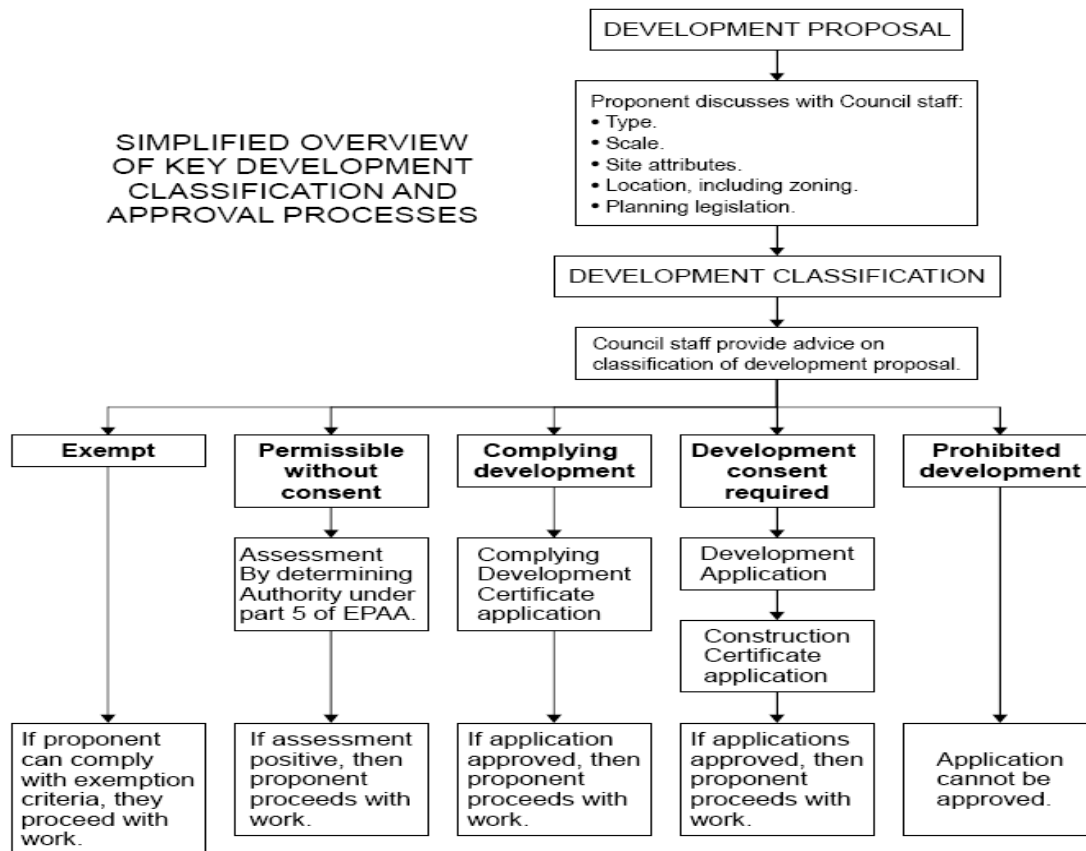 DEVELOPMENT PROPOSAL
Proponent discusses with Council staff:
• Type.
• Scale.
• Site attributes.
• Location, including zoning.
• Planning legislation.
SIMPLIFIED OVERVIEW
OF KEY DEVELOPMENT
CLASSIFICATION AND
APPROVAL PROCESSES
DEVELOPMENT CLASSIFICATION
Council staff provide advice on
classification of development proposal.
Exempt
Permissible
without
consent
Complying
development
Development
consent
required
Prohibited
development
Assessment
By determining
Authority under
part 5 of EPAA.
Complying
Development
Certificate
application
Development
Application
Construction
Certificate
application
If proponent
can comply
with exemption
criteria, they
proceed with
work.
If assessment
positive, then
proponent
proceeds with
work.
If application
approved, then
proponent
proceeds with
work.
If applications
approved, then
proponent
proceeds with
work.
Application
cannot be
approved.